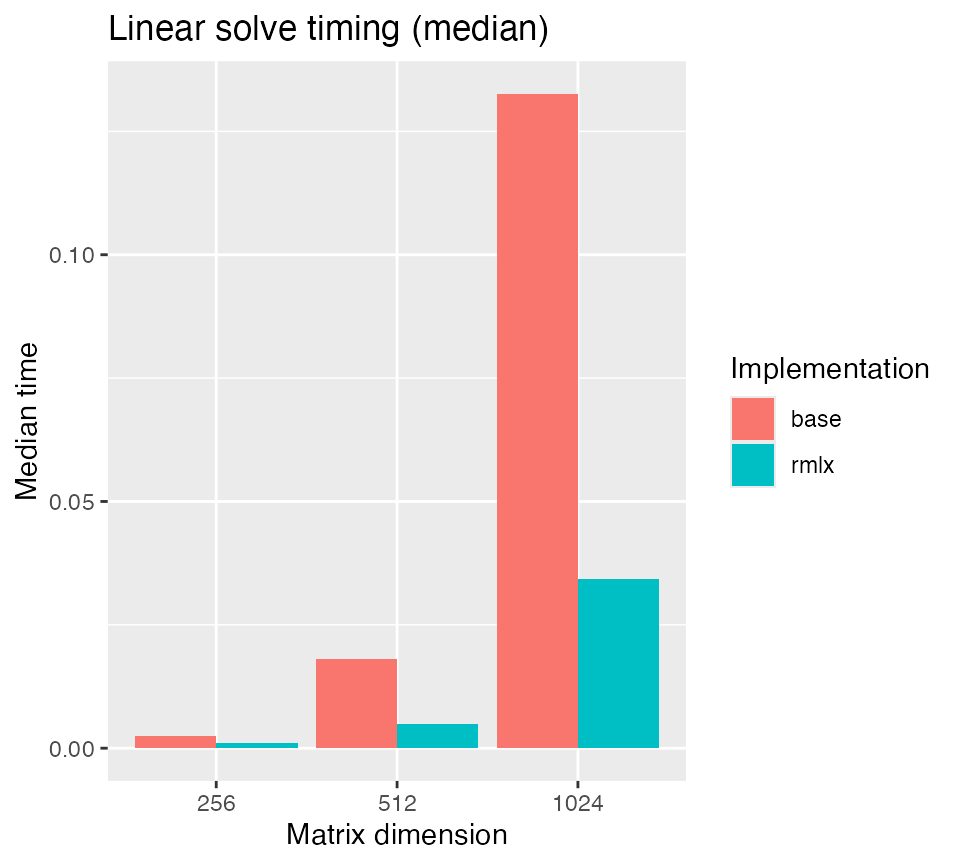 Linear solve timing (median)
Median time
0.10
0.05
0.00
256
512
1024
Matrix dimension
Implementation
base
rmlx